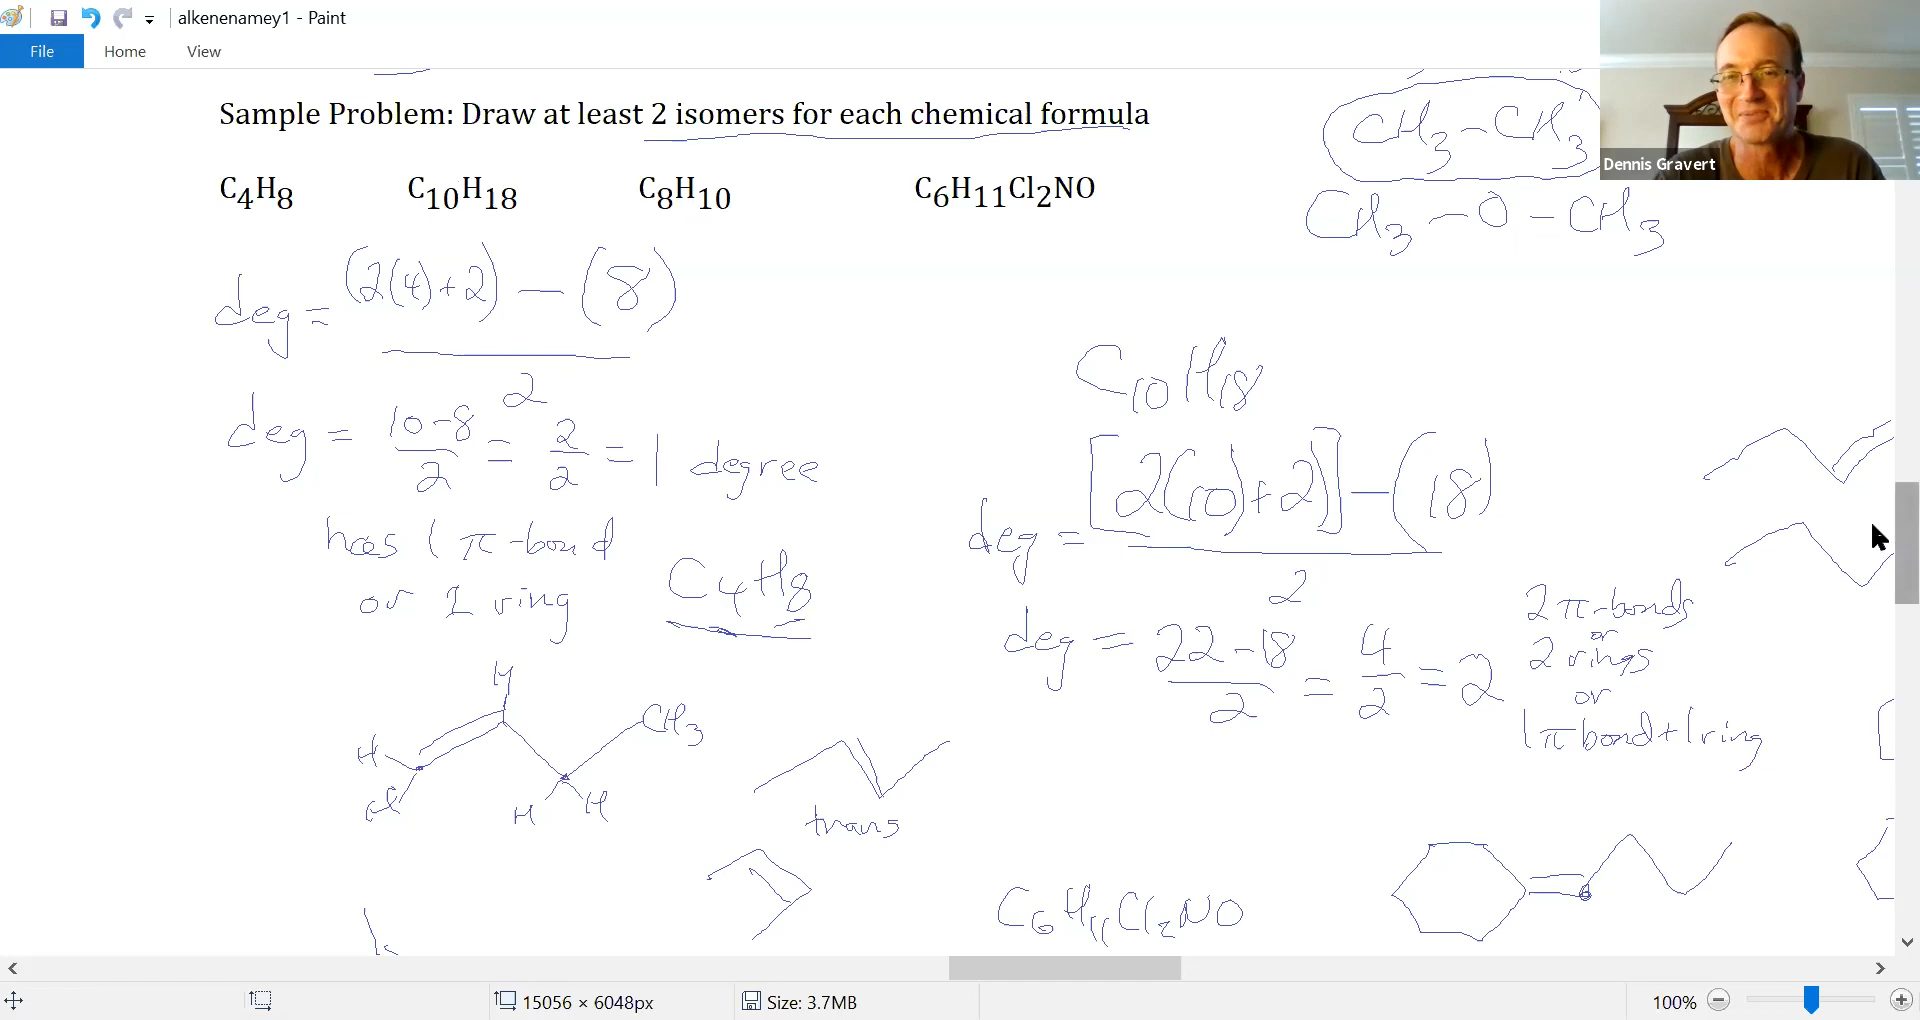 alkenenamey1 - Paint
File Home View
Sample Problem: Draw at least 2 isomers for each chemical formula
C4H8 C10H18 C8H10 C6H11Cl2NO
CH3 - CH3
Dennis Gravert
CH3 - O - CH3
deg = (2(4)+2) - (8)
2
deg = 10-8 = 2 = 1 degree
2 2
has 1 π-bond
or 1 ring
C4H8
C10H18
deg = [2(10)+2] - (18)
2
deg = 22-18 = 4 = 2
2 2
2 π-bonds
or
2 rings
or
1 π bond + 1 ring
H
H CH3
H H H
trans
C6H11Cl2NO
15056 × 6048px Size: 3.7MB 100%